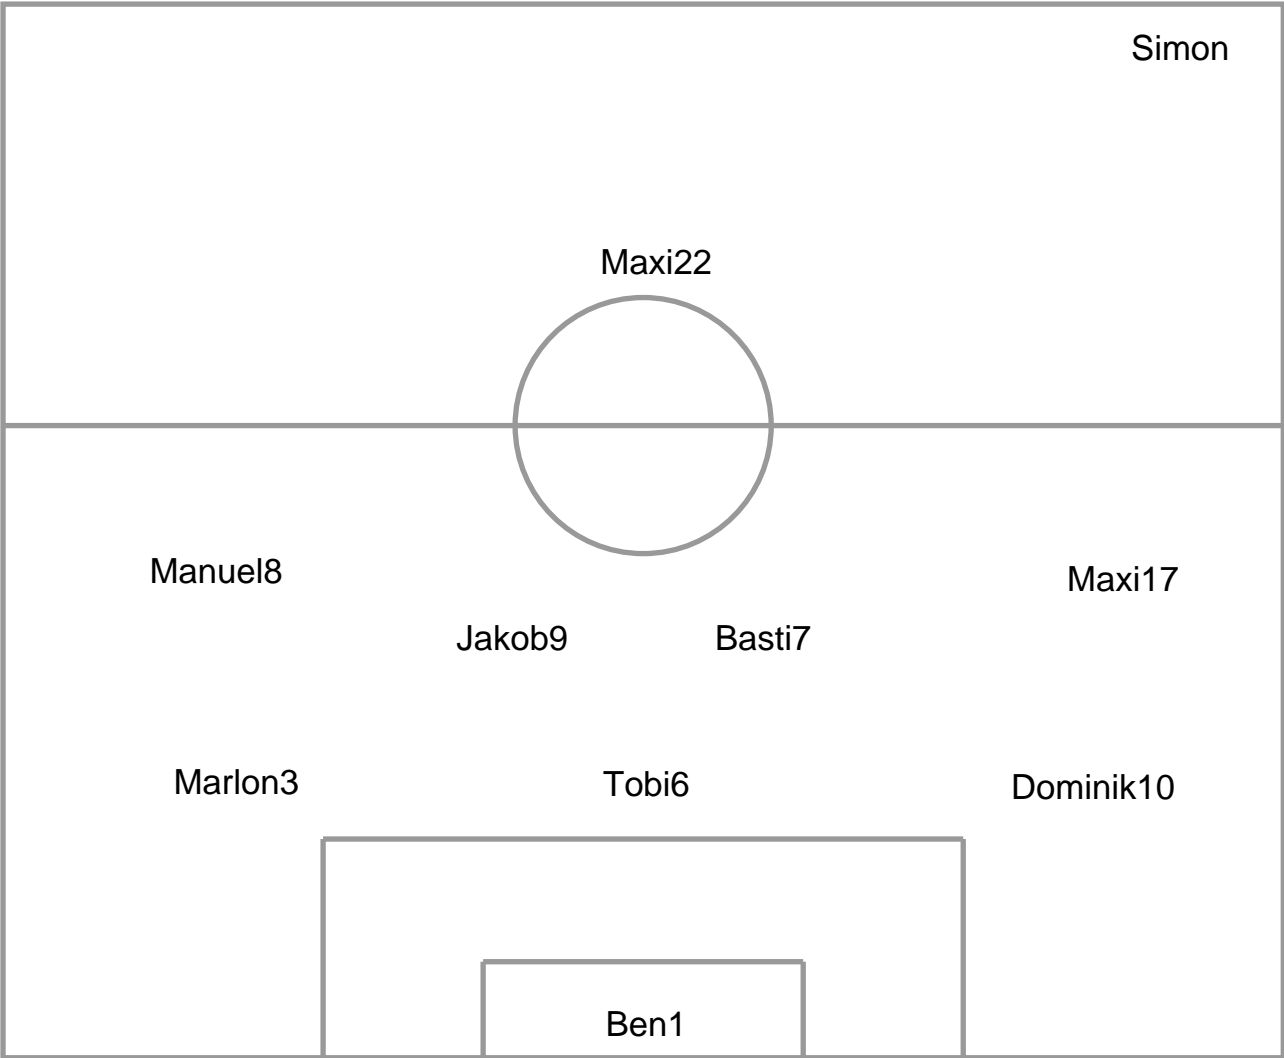 Simon
Maxi22
Manuel8
Maxi17
Jakob9
Basti7
Marlon3
Tobi6
Dominik10
Ben1